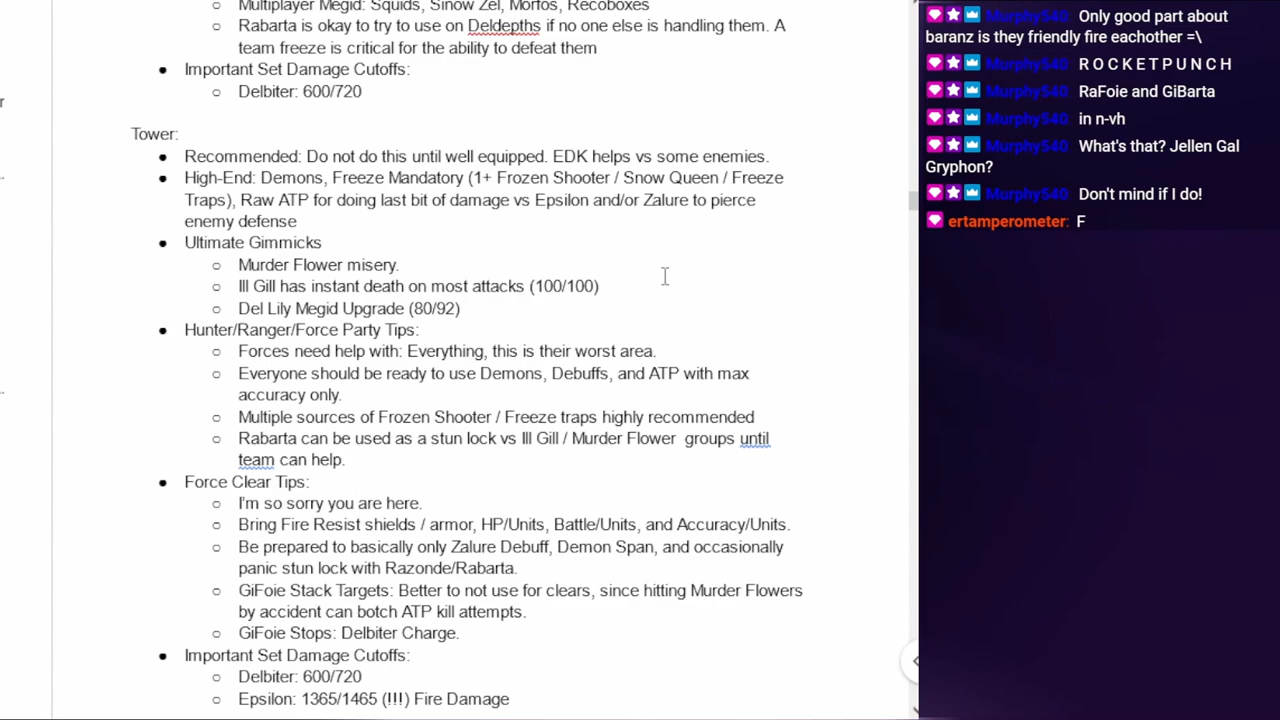 Multiplayer Megid: Squids, Sinow Zel, Morfos, Recoboxes
Rabarta is okay to try to use on Deldepths if no one else is handling them. A
team freeze is critical for the ability to defeat them
Important Set Damage Cutoffs:
Delbiter: 600/720
Tower:
Recommended: Do not do this until well equipped. EDK helps vs some enemies.
High-End: Demons, Freeze Mandatory (1+ Frozen Shooter / Snow Queen / Freeze
Traps), Raw ATP for doing last bit of damage vs Epsilon and/or Zalure to pierce
enemy defense
Ultimate Gimmicks
Murder Flower misery.
Ill Gill has instant death on most attacks (100/100)
Del Lily Megid Upgrade (80/92)
Hunter/Ranger/Force Party Tips:
Forces need help with: Everything, this is their worst area.
Everyone should be ready to use Demons, Debuffs, and ATP with max
accuracy only.
Multiple sources of Frozen Shooter / Freeze traps highly recommended
Rabarta can be used as a stun lock vs Ill Gill / Murder Flower  groups until
team can help.
Force Clear Tips:
I'm so sorry you are here.
Bring Fire Resist shields / armor, HP/Units, Battle/Units, and Accuracy/Units.
Be prepared to basically only Zalure Debuff, Demon Span, and occasionally
panic stun lock with Razonde/Rabarta.
GiFoie Stack Targets: Better to not use for clears, since hitting Murder Flowers
by accident can botch ATP kill attempts.
GiFoie Stops: Delbiter Charge.
Important Set Damage Cutoffs:
Delbiter: 600/720
Epsilon: 1365/1465 (!!!) Fire Damage
Murphy540: Only good part about
baranz is they friendly fire eachother =\
Murphy540: R O C K E T P U N C H
Murphy540: RaFoie and GiBarta
Murphy540: in n-vh
Murphy540: What's that? Jellen Gal
Gryphon?
Murphy540: Don't mind if I do!
ertamperometer: F